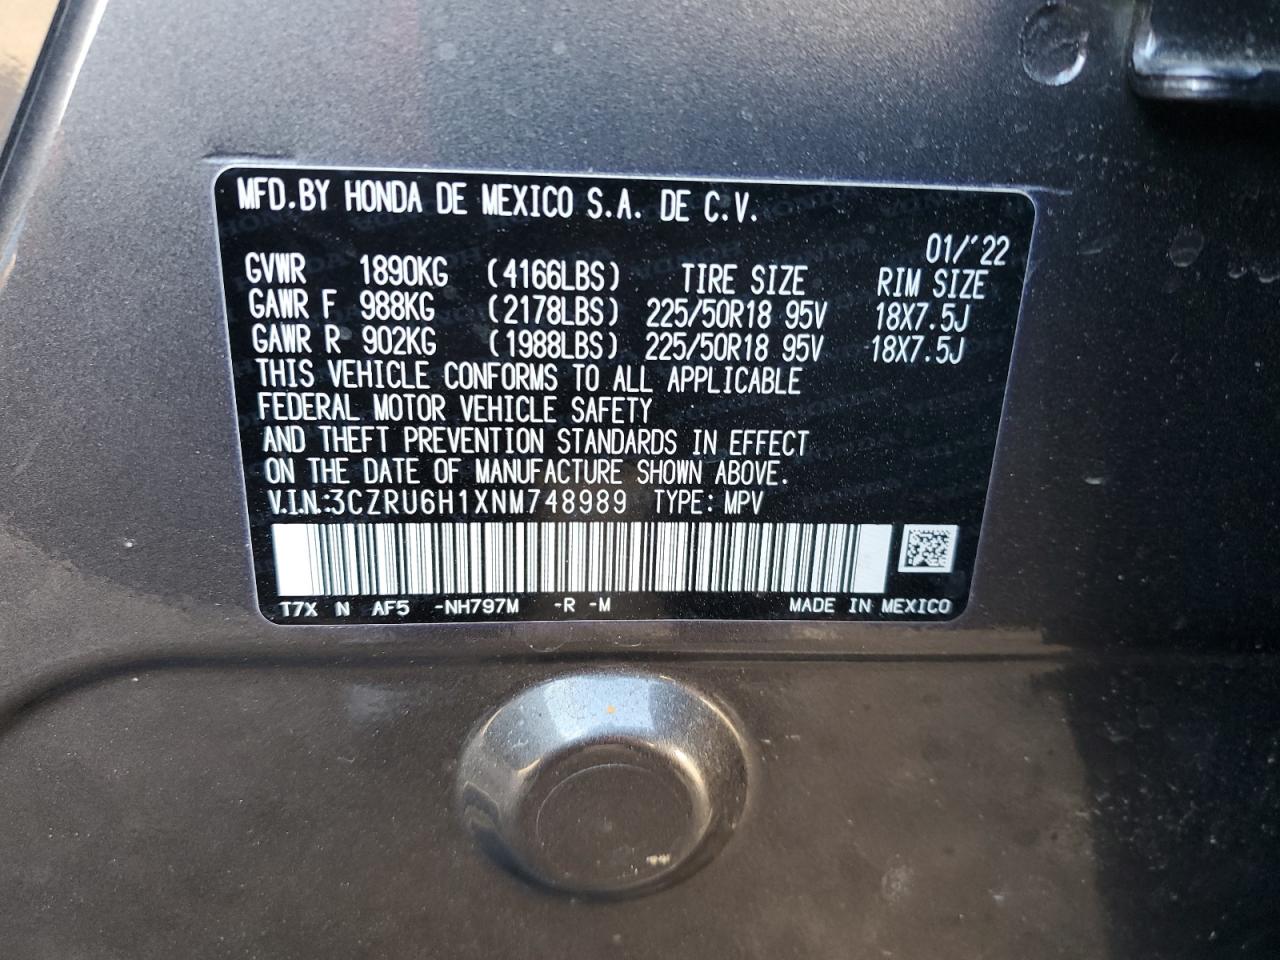 MFD.BY HONDA DE MEXICO S.A. DE C.V.
01/'22
GVWR 1890KG (4166LBS) TIRE SIZE RIM SIZE
GAWR F 988KG (2178LBS) 225/50R18 95V 18X7.5J
GAWR R 902KG (1988LBS) 225/50R18 95V 18X7.5J
THIS VEHICLE CONFORMS TO ALL APPLICABLE
FEDERAL MOTOR VEHICLE SAFETY
AND THEFT PREVENTION STANDARDS IN EFFECT
ON THE DATE OF MANUFACTURE SHOWN ABOVE.
V.I.N.:3CZRU6H1XNM748989 TYPE: MPV
T7X N AF5 -NH797M -R -M MADE IN MEXICO